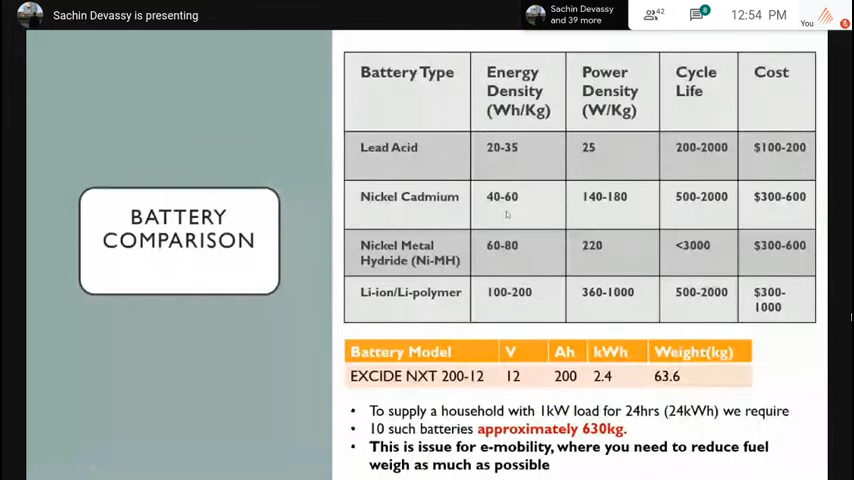 Sachin Devassy is presenting
Sachin Devassy
and 39 more
42
8
12:54 PM
You
BATTERY
COMPARISON
Battery Type
Energy
Density
(Wh/Kg)
Power
Density
(W/Kg)
Cycle
Life
Cost
Lead Acid
20-35
25
200-2000
$100-200
Nickel Cadmium
40-60
140-180
500-2000
$300-600
Nickel Metal
Hydride (Ni-MH)
60-80
220
<3000
$300-600
Li-ion/Li-polymer
100-200
360-1000
500-2000
$300-
1000
Battery Model V Ah kWh Weight(kg)
EXCIDE NXT 200-12 12 200 2.4 63.6
• To supply a household with 1kW load for 24hrs (24kWh) we require
• 10 such batteries approximately 630kg.
• This is issue for e-mobility, where you need to reduce fuel
weigh as much as possible